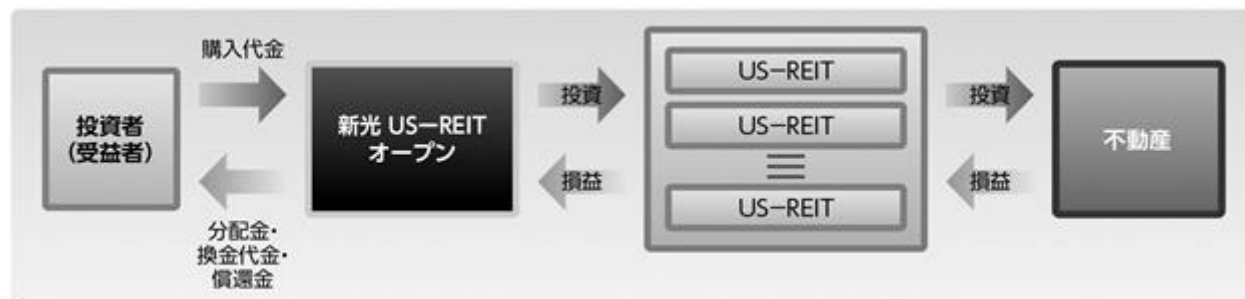 購入代金
投資者
(受益者)
分配金・
換金代金・
償還金
新光 US-REIT
オープン
投資
損益
US-REIT
US-REIT
US-REIT
投資
損益
不動産